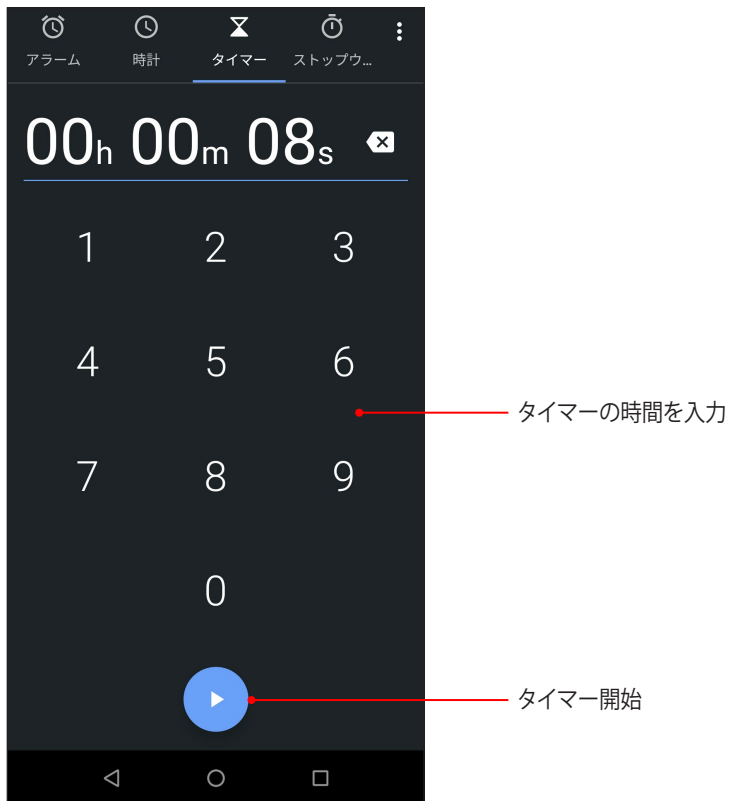 アラーム 時計 タイマー ストップウ...
00h 00m 08s
1 2 3
4 5 6
タイマーの時間を入力
7 8 9
0
タイマー開始